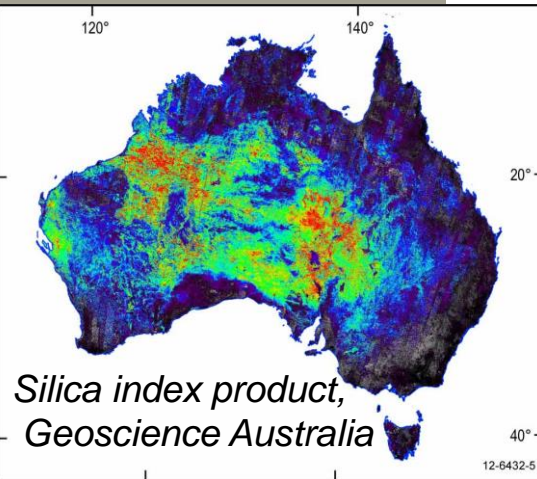 120°
140°
20°
Silica index product,
Geoscience Australia
40°
12-6432-5